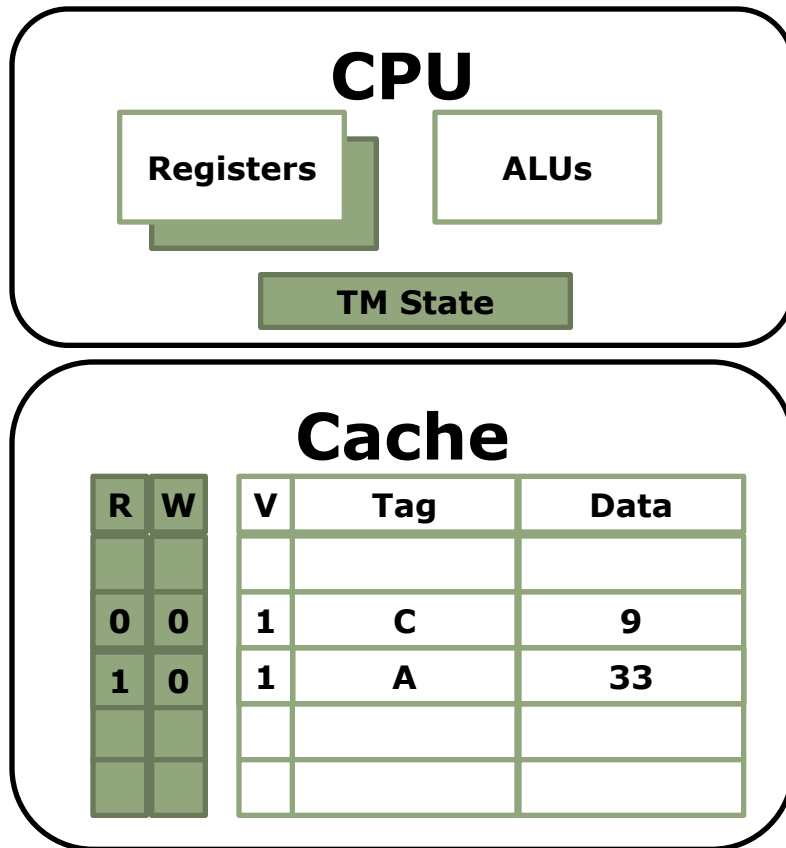 CPU
Registers ALUs
TM State
Cache
R W V Tag Data
0 0 1 C 9
1 0 1 A 33